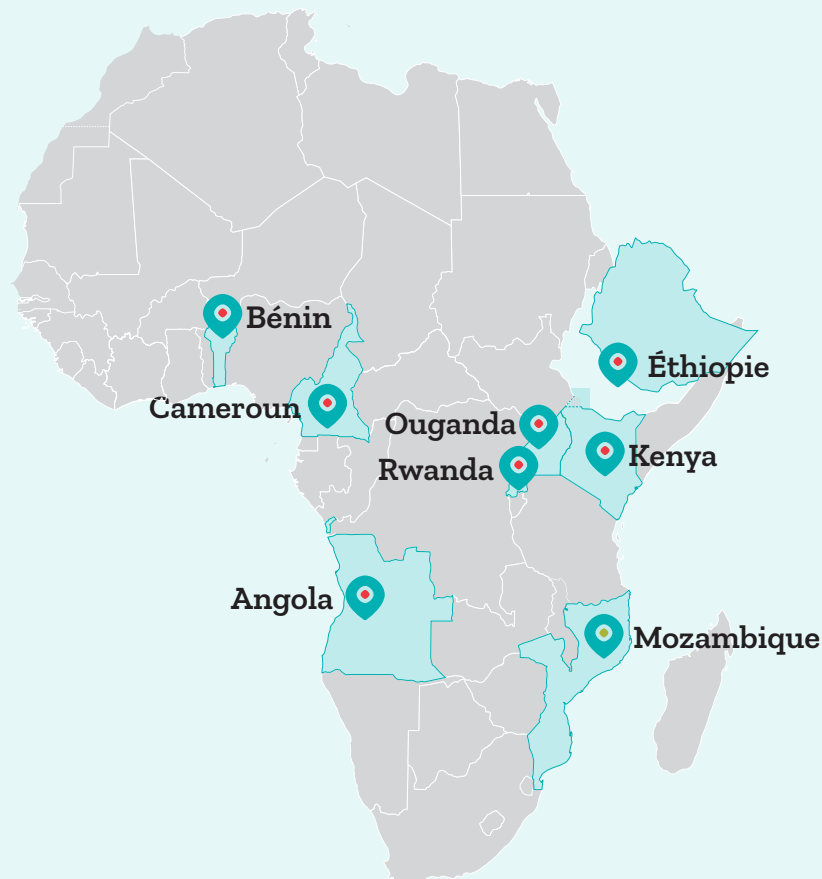 Bénin
Éthiopie
Cameroun
Ouganda
Kenya
Rwanda
Angola
Mozambique